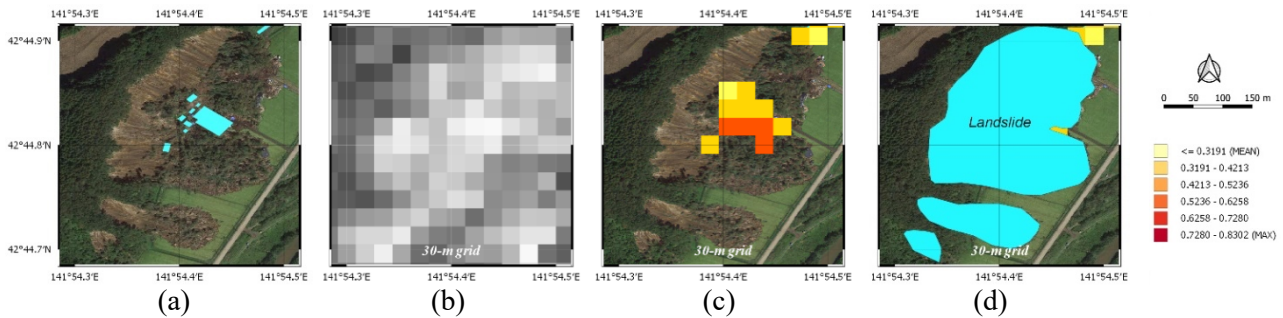 141°54.3'E 141°54.4'E 141°54.5'E 141°54.3'E 141°54.4'E 141°54.5'E 141°54.3'E 141°54.4'E 141°54.5'E 141°54.3'E 141°54.4'E 141°54.5'E
42°44.9'N
42°44.8'N
42°44.7'N
30-m grid
30-m grid
Landslide
30-m grid
141°54.3'E 141°54.4'E 141°54.5'E 141°54.3'E 141°54.4'E 141°54.5'E 141°54.3'E 141°54.4'E 141°54.5'E 141°54.3'E 141°54.4'E 141°54.5'E
(a) (b) (c) (d)
0 50 100 150 m
<= 0.3191 (MEAN)
0.3191 - 0.4213
0.4213 - 0.5236
0.5236 - 0.6258
0.6258 - 0.7280
0.7280 - 0.8302 (MAX)